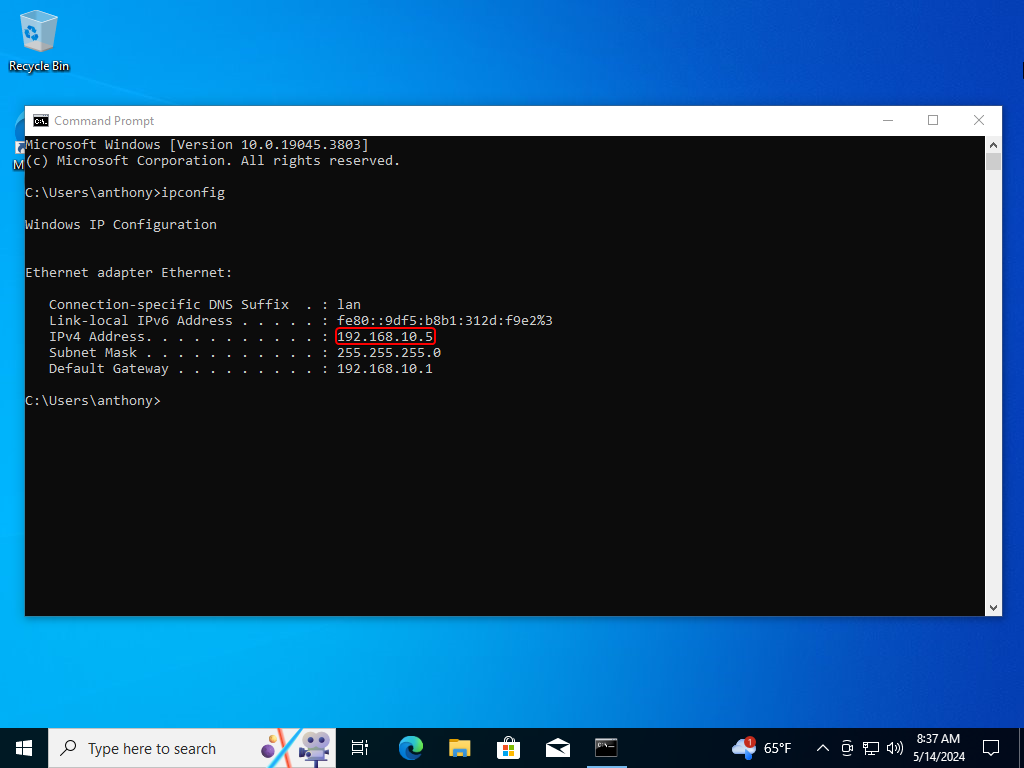 Recycle Bin
Command Prompt
M
Microsoft Windows [Version 10.0.19045.3803]
(c) Microsoft Corporation. All rights reserved.
C:\Users\anthony>ipconfig
Windows IP Configuration
Ethernet adapter Ethernet:
Connection-specific DNS Suffix  . : lan
Link-local IPv6 Address . . . . . : fe80::9df5:b8b1:312d:f9e2%3
IPv4 Address. . . . . . . . . . . : 192.168.10.5
Subnet Mask . . . . . . . . . . . : 255.255.255.0
Default Gateway . . . . . . . . . : 192.168.10.1
C:\Users\anthony>
Type here to search
1
65°F
8:37 AM
5/14/2024